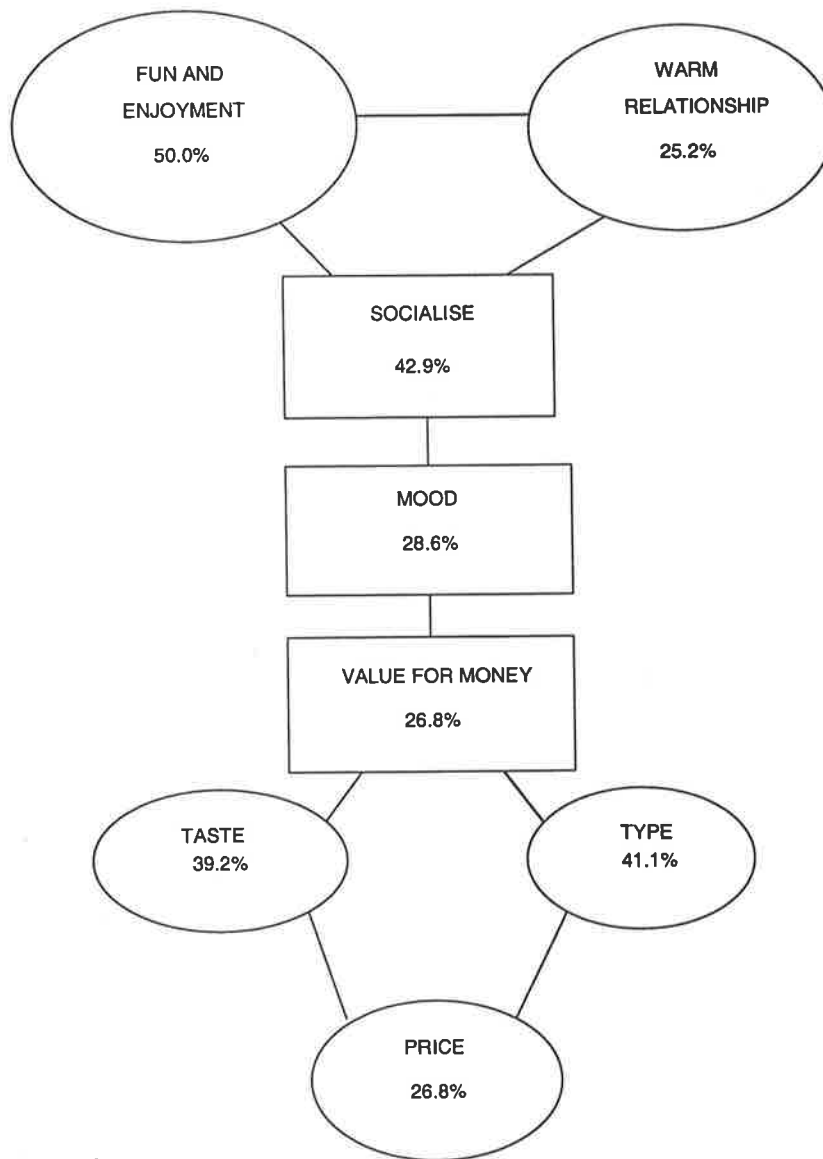 FUN AND
ENJOYMENT
50.0%
WARM
RELATIONSHIP
25.2%
SOCIALISE
42.9%
MOOD
28.6%
VALUE FOR MONEY
26.8%
TASTE
39.2%
TYPE
41.1%
PRICE
26.8%